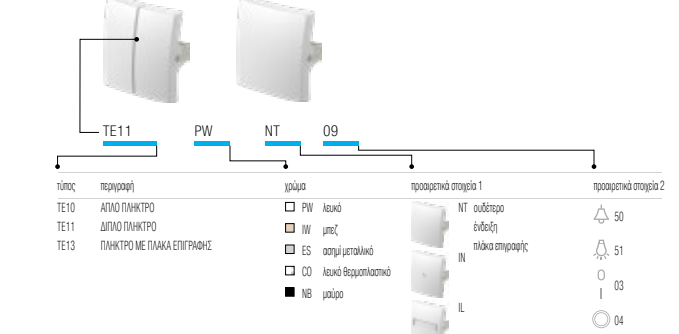 TE11 PW NT 09
τύπος περιγραφή χρώμα προαιρετικά στοιχεία 1 προαιρετικά στοιχεία 2
TE10 ΑΠΛΟ ΠΛΗΚΤΡΟ PW λευκό NT ουδέτερο 50
TE11 ΔΙΠΛΟ ΠΛΗΚΤΡΟ IW μπεζ ένδειξη
TE13 ΠΛΗΚΤΡΟ ΜΕ ΠΛΑΚΑ ΕΠΙΓΡΑΦΗΣ ES ασημί μεταλλικό πλάκα επιγραφής 51
IN
CO λευκό θερμοπλαστικό
NB μαύρο 03
IL
04